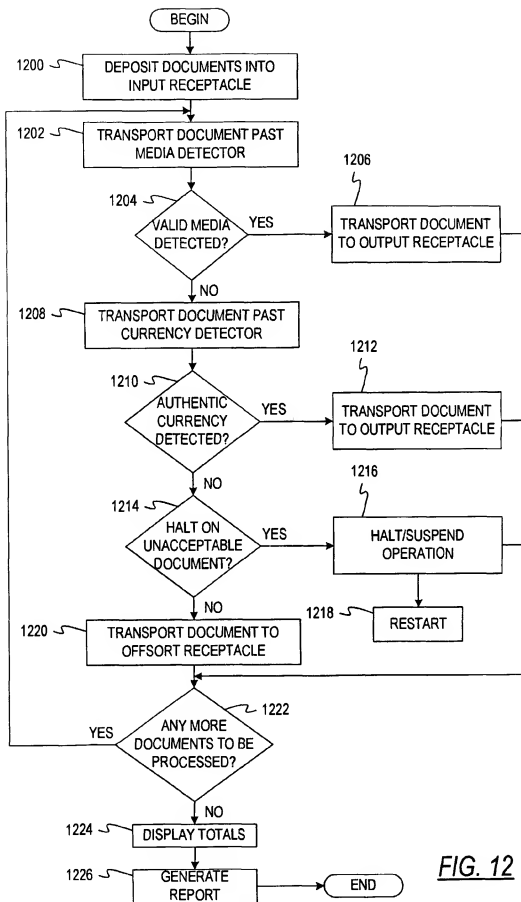 BEGIN
1200
DEPOSIT DOCUMENTS INTO
INPUT RECEPTACLE
1202
TRANSPORT DOCUMENT PAST
MEDIA DETECTOR
1204
VALID MEDIA
DETECTED?
YES
1206
TRANSPORT DOCUMENT
TO OUTPUT RECEPTACLE
NO
1208
TRANSPORT DOCUMENT PAST
CURRENCY DETECTOR
1210
AUTHENTIC
CURRENCY
DETECTED?
YES
1212
TRANSPORT DOCUMENT
TO OUTPUT RECEPTACLE
NO
1214
HALT ON
UNACCEPTABLE
DOCUMENT?
YES
1216
HALT/SUSPEND
OPERATION
1218
RESTART
NO
1220
TRANSPORT DOCUMENT TO
OFFSORT RECEPTACLE
1222
ANY MORE
DOCUMENTS TO BE
PROCESSED?
YES
NO
1224
DISPLAY TOTALS
1226
GENERATE
REPORT
END
FIG. 12